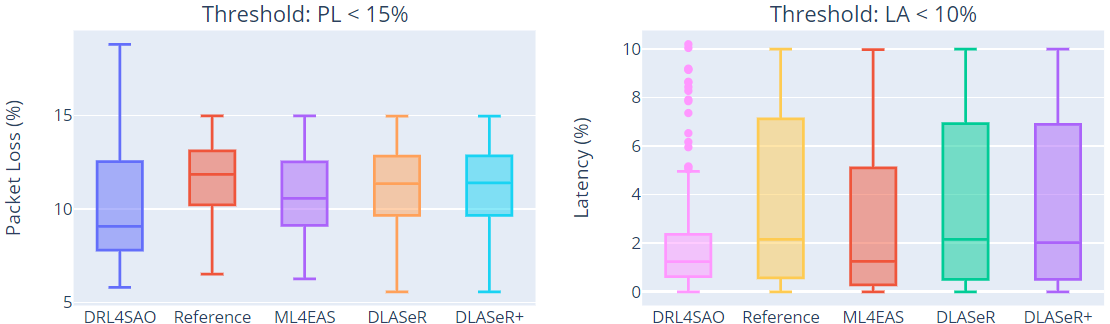 Threshold: PL < 15%
Packet Loss (%)
15
10
5
DRL4SAO Reference ML4EAS DLASeR DLASeR+
Threshold: LA < 10%
Latency (%)
10
8
6
4
2
0
DRL4SAO Reference ML4EAS DLASeR DLASeR+